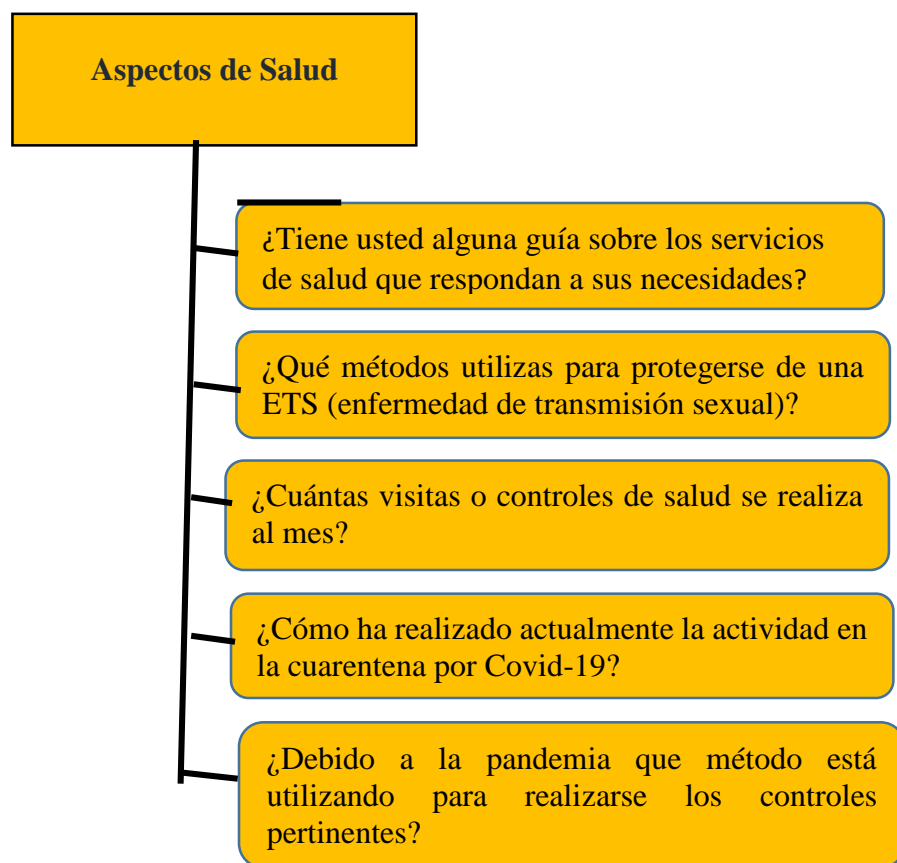 Aspectos de Salud
¿Tiene usted alguna guía sobre los servicios
de salud que respondan a sus necesidades?
¿Qué métodos utilizas para protegerse de una
ETS (enfermedad de transmisión sexual)?
¿Cuántas visitas o controles de salud se realiza
al mes?
¿Cómo ha realizado actualmente la actividad en
la cuarentena por Covid-19?
¿Debido a la pandemia que método está
utilizando para realizarse los controles
pertinentes?